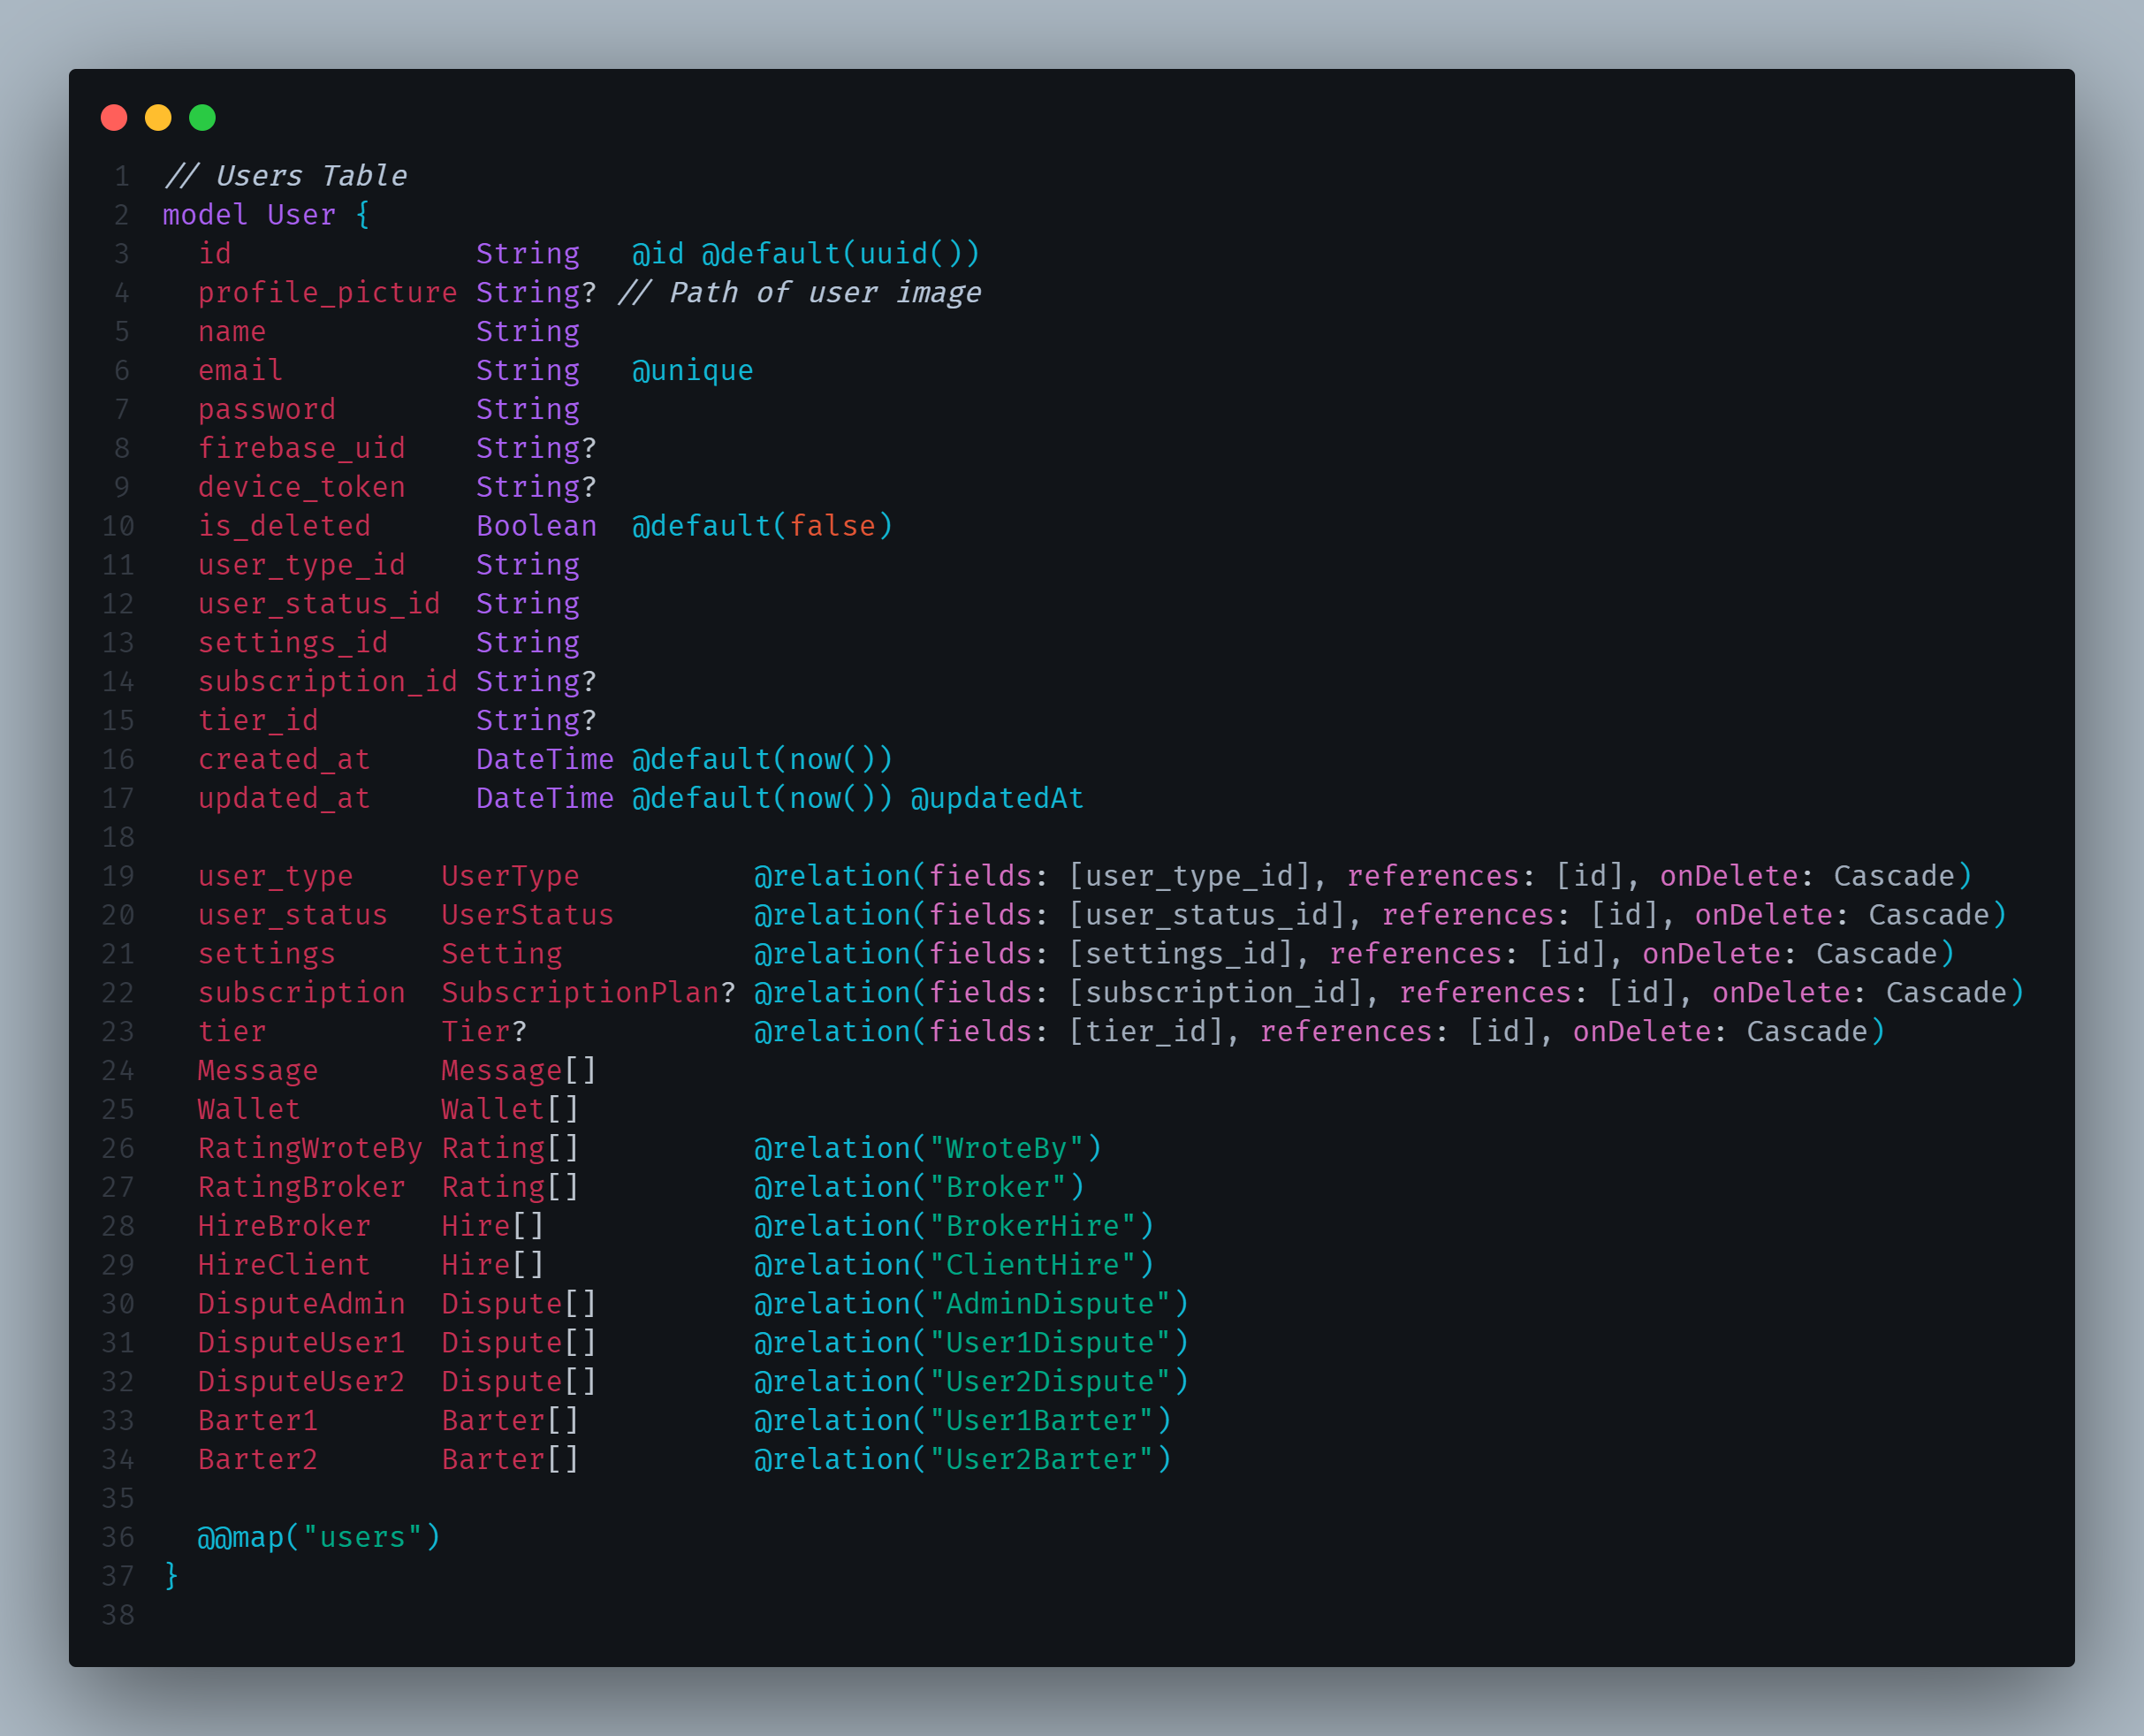 1 // Users Table
2 model User {
3   id              String   @id @default(uuid())
4   profile_picture String? // Path of user image
5   name            String
6   email           String   @unique
7   password        String
8   firebase_uid    String?
9   device_token    String?
10   is_deleted      Boolean  @default(false)
11   user_type_id    String
12   user_status_id  String
13   settings_id     String
14   subscription_id String?
15   tier_id         String?
16   created_at      DateTime @default(now())
17   updated_at      DateTime @default(now()) @updatedAt
18
19   user_type     UserType          @relation(fields: [user_type_id], references: [id], onDelete: Cascade)
20   user_status   UserStatus        @relation(fields: [user_status_id], references: [id], onDelete: Cascade)
21   settings      Setting           @relation(fields: [settings_id], references: [id], onDelete: Cascade)
22   subscription  SubscriptionPlan? @relation(fields: [subscription_id], references: [id], onDelete: Cascade)
23   tier          Tier?             @relation(fields: [tier_id], references: [id], onDelete: Cascade)
24   Message       Message[]
25   Wallet        Wallet[]
26   RatingWroteBy Rating[]          @relation("WroteBy")
27   RatingBroker  Rating[]          @relation("Broker")
28   HireBroker    Hire[]            @relation("BrokerHire")
29   HireClient    Hire[]            @relation("ClientHire")
30   DisputeAdmin  Dispute[]         @relation("AdminDispute")
31   DisputeUser1  Dispute[]         @relation("User1Dispute")
32   DisputeUser2  Dispute[]         @relation("User2Dispute")
33   Barter1       Barter[]          @relation("User1Barter")
34   Barter2       Barter[]          @relation("User2Barter")
35
36   @@map("users")
37 }
38